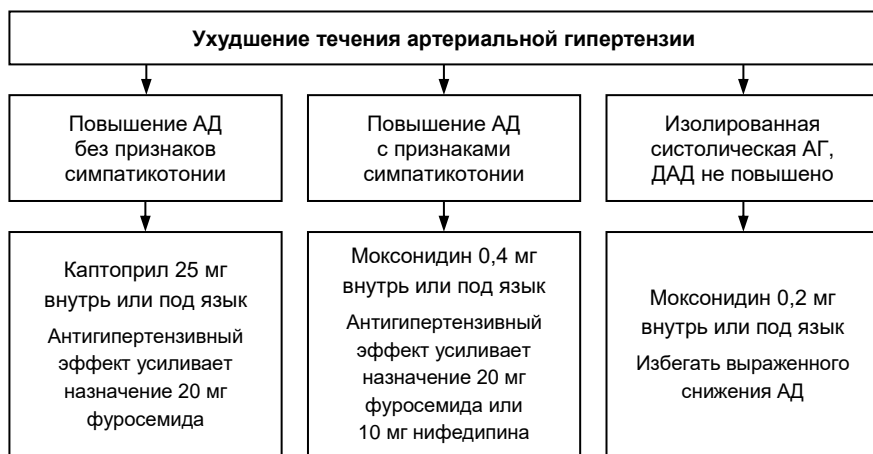 Ухудшение течения артериальной гипертензии
Повышение АД
без признаков
симпатикотонии
Повышение АД
с признаками
симпатикотонии
Изолированная
систолическая АГ,
ДАД не повышено
Каптоприл 25 мг
внутрь или под язык
Антигипертензивный
эффект усиливает
назначение 20 мг
фуросемида
Моксонидин 0,4 мг
внутрь или под язык
Антигипертензивный
эффект усиливает
назначение 20 мг
фуросемида или
10 мг нифедипина
Моксонидин 0,2 мг
внутрь или под язык
Избегать выраженного
снижения АД